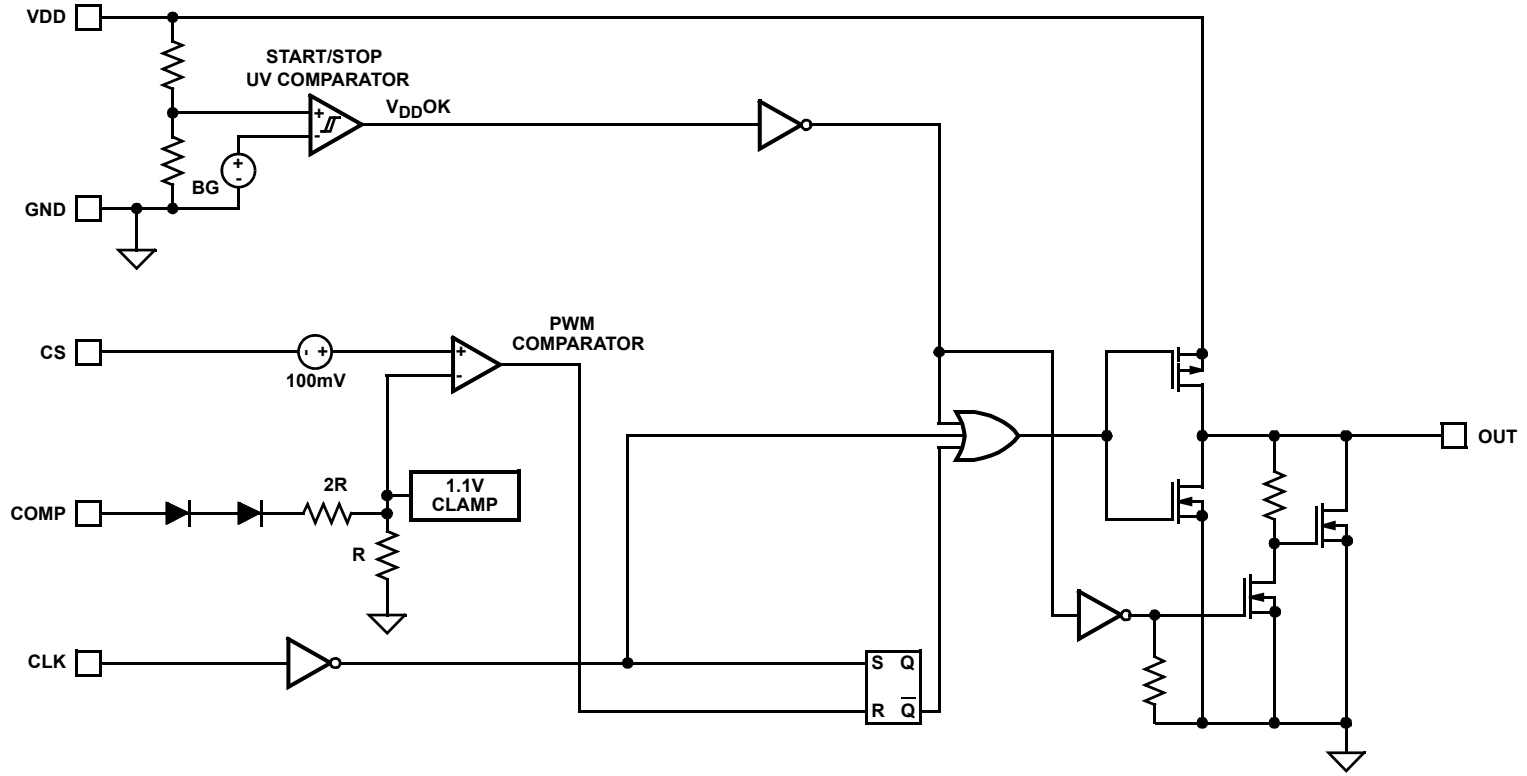 VDD
START/STOP
UV COMPARATOR
+
-
VDDOK
+
-
BG
GND
PWM
COMPARATOR
CS
- +
100mV
+
-
OUT
2R
1.1V
CLAMP
COMP
R
CLK
S Q
R Q̅